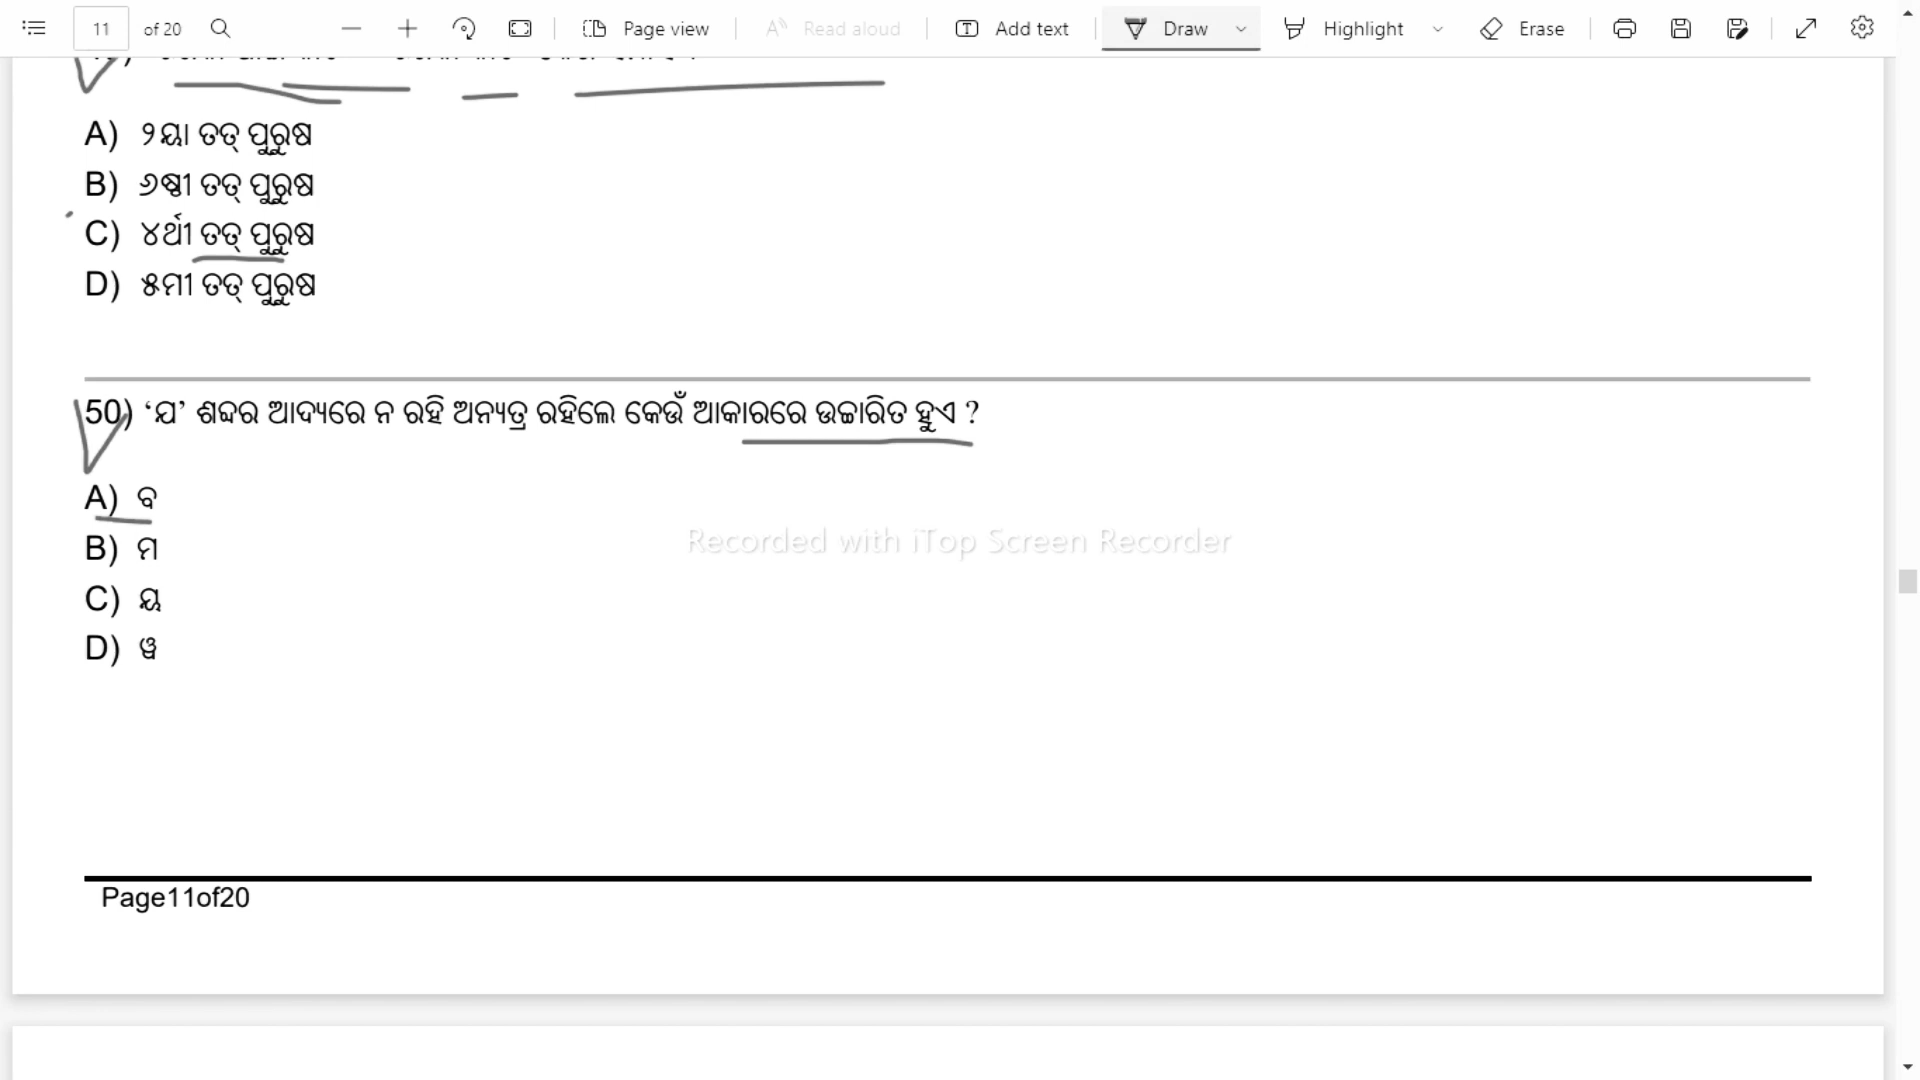 11 of 20 Page view Read aloud Add text Draw Highlight Erase
A) ୨ୟା ତତ୍ ପୁରୁଷ
B) ୬ଷ୍ଠୀ ତତ୍ ପୁରୁଷ
C) ୪ର୍ଥୀ ତତ୍ ପୁରୁଷ
D) ୫ମୀ ତତ୍ ପୁରୁଷ
50) ‘ଯ’ ଶବ୍ଦର ଆଦ୍ୟରେ ନ ରହି ଅନ୍ୟତ୍ର ରହିଲେ କେଉଁ ଆକାରରେ ଉଚ୍ଚାରିତ ହୁଏ ?
A) ବ
B) ମ
C) ୟ
D) ୱ
Recorded with iTop Screen Recorder
Page11of20